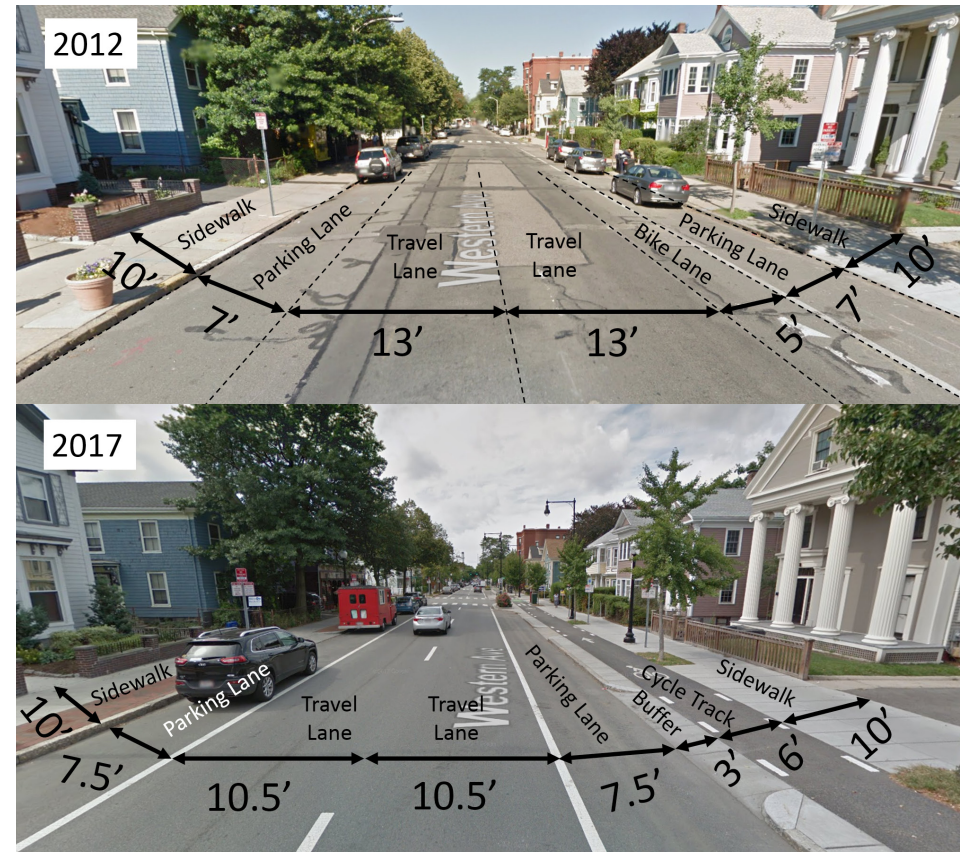 2012
Sidewalk
Parking Lane
Travel
Lane
Western Ave
Travel
Lane
Bike Lane
Parking Lane
Sidewalk
10’
7’
13’
13’
5’
7’
10’
2017
Sidewalk
Parking Lane
Travel
Lane
Travel
Lane
Western Ave
Parking Lane
Buffer
Cycle Track
Sidewalk
10’
7.5’
10.5’
10.5’
7.5’
3’
6’
10’